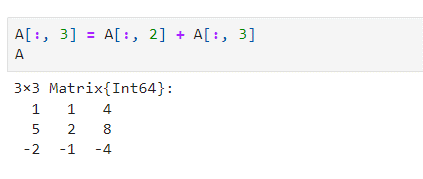 A[:, 3] = A[:, 2] + A[:, 3]
A
3×3 Matrix{Int64}:
1 1 4
5 2 8
-2 -1 -4